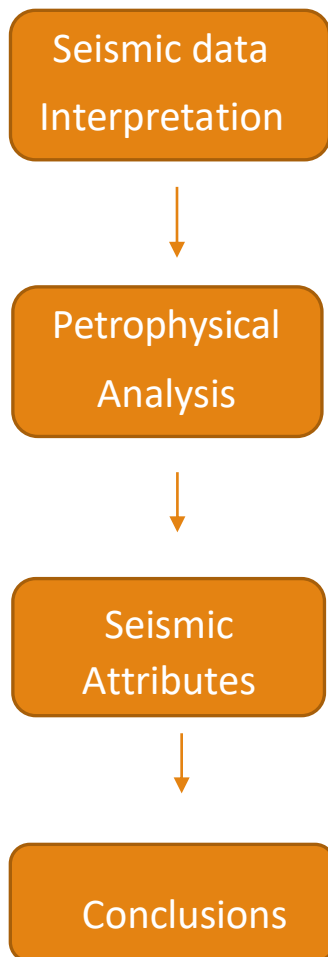 Seismic data
Interpretation
Petrophysical
Analysis
Seismic
Attributes
Conclusions